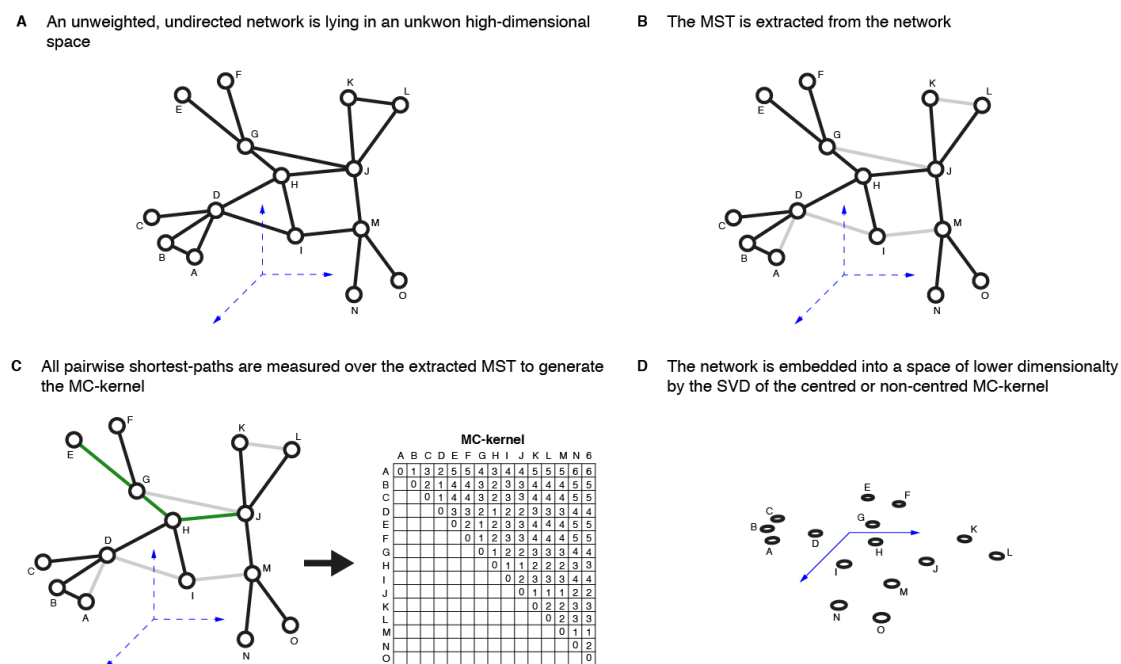 A An unweighted, undirected network is lying in an unkwon high-dimensional
space
B The MST is extracted from the network
F
E
K
L
G
J
H
D
C
B
A
M
I
N
O
F
E
K
L
G
J
H
D
C
B
A
M
I
N
O
C All pairwise shortest-paths are measured over the extracted MST to generate
the MC-kernel
D The network is embedded into a space of lower dimensionalty
by the SVD of the centred or non-centred MC-kernel
F
E
K
L
G
J
H
D
C
B
A
M
I
N
O
MC-kernel
A B C D E F G H I J K L M N 6
A 0 1 3 2 5 5 4 3 4 4 5 5 5 6 6
B 0 2 1 4 4 3 2 3 3 4 4 4 5 5
C 0 1 4 4 3 2 3 3 4 4 4 5 5
D 0 3 3 2 1 2 2 3 3 3 4 4
E 0 2 1 2 3 3 4 4 4 5 5
F 0 1 2 3 3 4 4 4 5 5
G 0 1 2 2 3 3 3 4 4
H 0 1 1 2 2 2 3 3
I 0 2 3 3 3 4 4
J 0 1 1 1 2 2
K 0 2 2 3 3
L 0 2 3 3
M 0 1 1
N 0 2
O 0
E
F
C
B
A
D
G
H
K
L
I
J
M
N
O